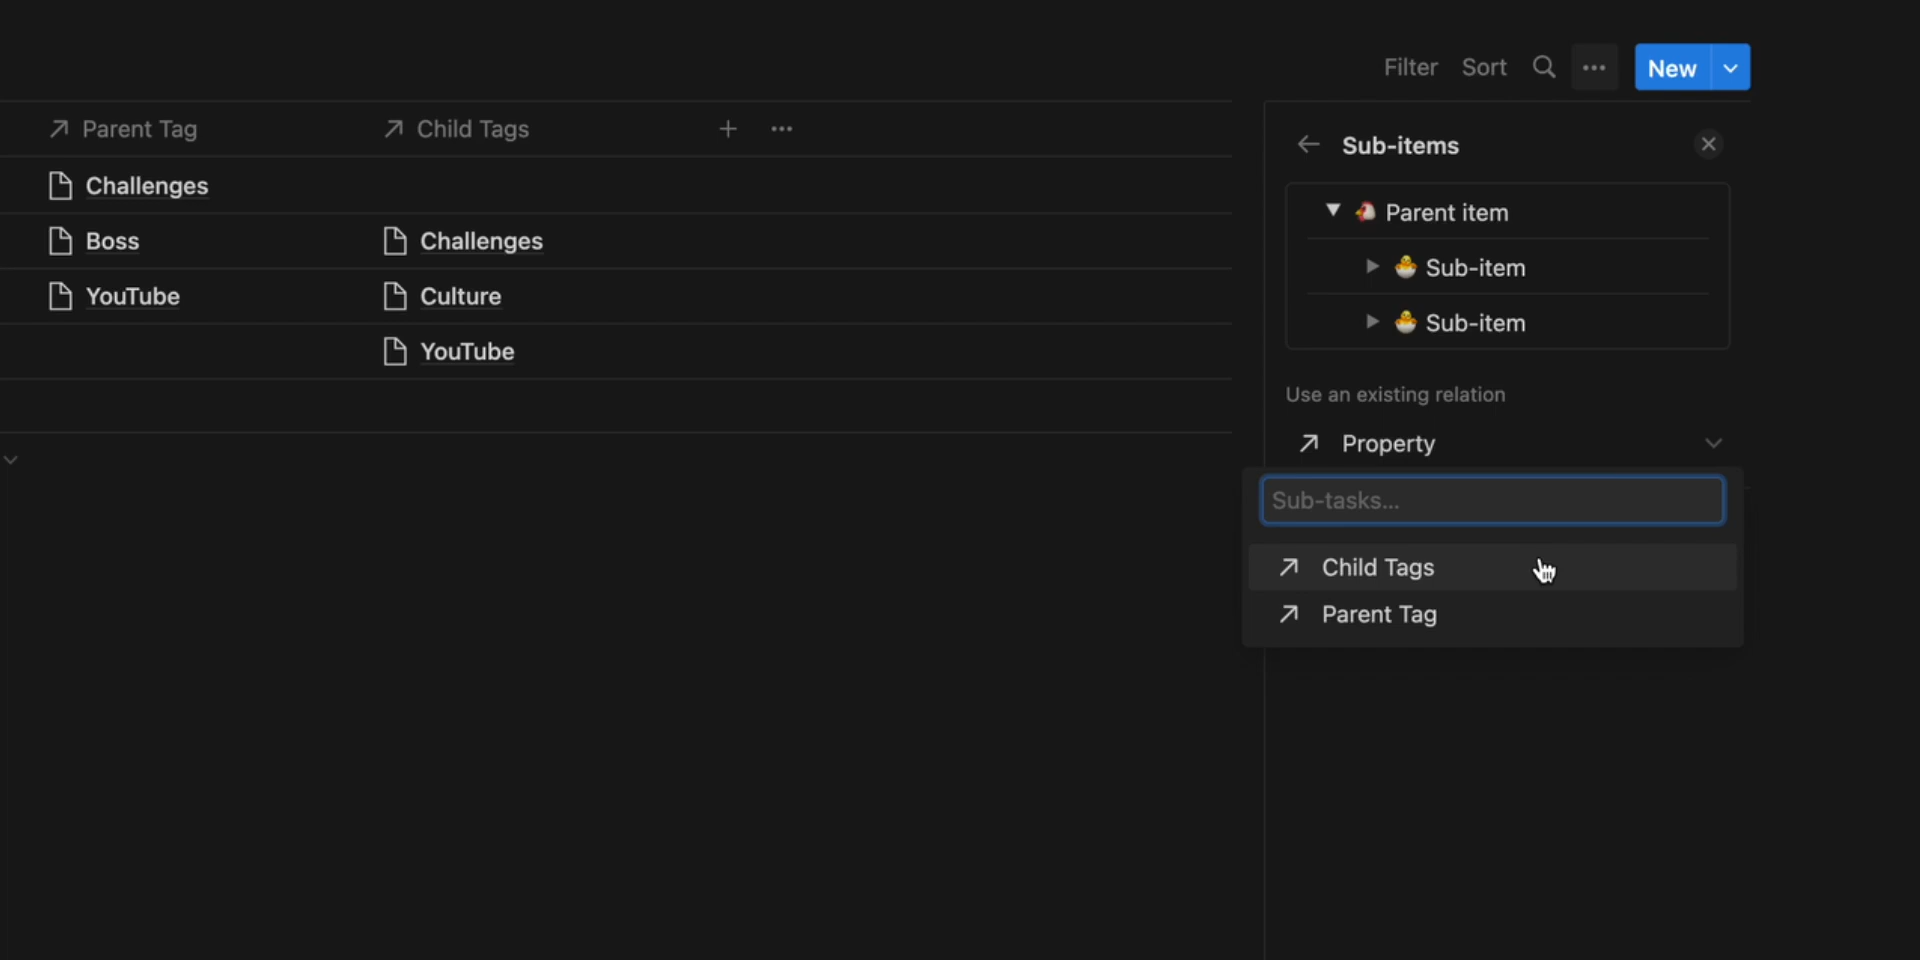 Filter Sort New
Parent Tag Child Tags
Challenges
Boss Challenges
YouTube Culture
YouTube
Sub-items
Parent item
Sub-item
Sub-item
Use an existing relation
Property
Sub-tasks...
Child Tags
Parent Tag